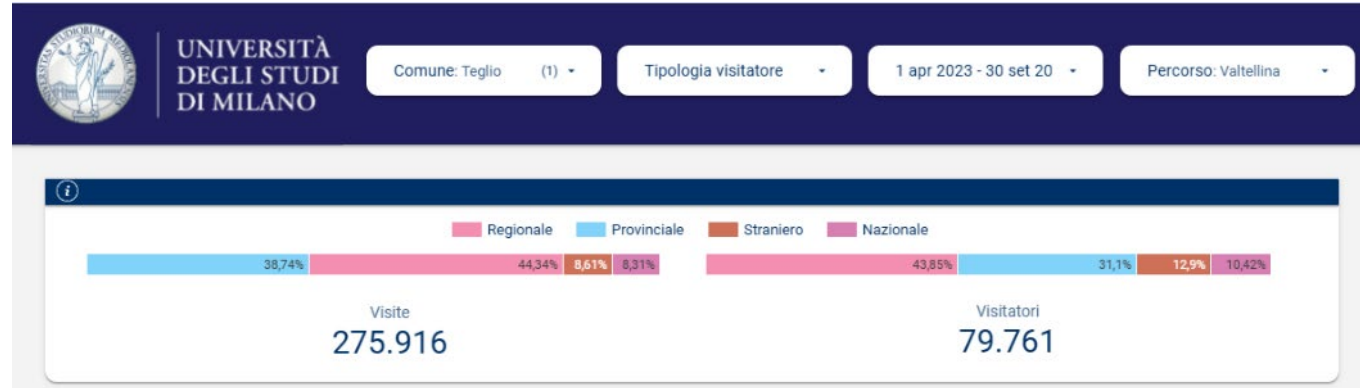 UNIVERSITÀ
DEGLI STUDI
DI MILANO
Comune: Teglio (1)
Tipologia visitatore
1 apr 2023 - 30 set 20
Percorso: Valtellina
i
Regionale Provinciale Straniero Nazionale
38,74% 44,34% 8,61% 8,31%
43,85% 31,1% 12,9% 10,42%
Visite
275.916
Visitatori
79.761